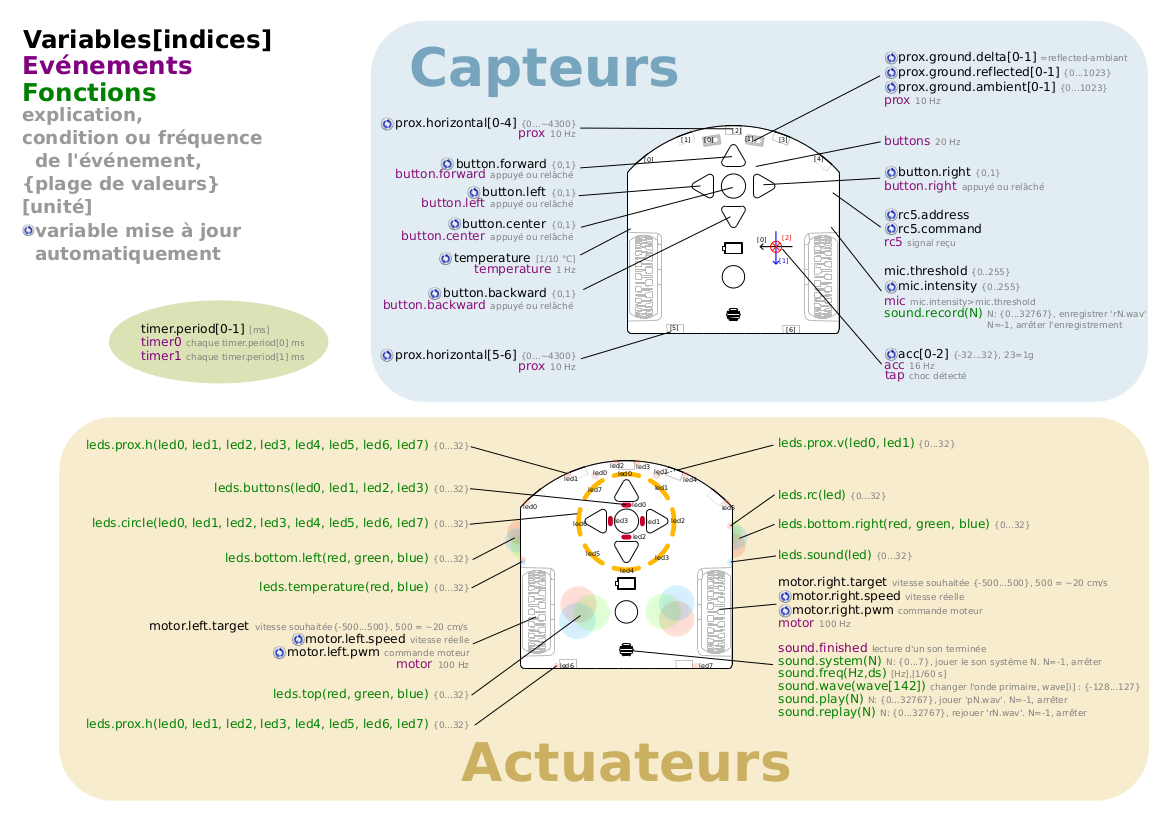 Variables[indices]
Evénements
Fonctions
explication,
condition ou fréquence
de l'événement,
{plage de valeurs}
[unité]
variable mise à jour
automatiquement
timer.period[0-1] [ms]
timer0 chaque timer.period[0] ms
timer1 chaque timer.period[1] ms
Capteurs
prox.horizontal[0-4] {0...~4300}
prox 10 Hz
button.forward {0,1}
button.forward appuyé ou relâché
button.left {0,1}
button.left appuyé ou relâché
button.center {0,1}
button.center appuyé ou relâché
temperature [1/10 °C]
temperature 1 Hz
button.backward {0,1}
button.backward appuyé ou relâché
prox.horizontal[5-6] {0...~4300}
prox 10 Hz
[0]
[1]
[0]
[2]
[1]
[3]
[4]
[0]
[2]
[1]
[5]
[6]
prox.ground.delta[0-1] =reflected-ambiant
prox.ground.reflected[0-1] {0...1023}
prox.ground.ambient[0-1] {0...1023}
prox 10 Hz
buttons 20 Hz
button.right {0,1}
button.right appuyé ou relâché
rc5.address
rc5.command
rc5 signal reçu
mic.threshold {0..255}
mic.intensity {0..255}
mic mic.intensity>mic.threshold
sound.record(N) N: {0...32767}, enregistrer 'rN.wav'
N=-1, arrêter l'enregistrement
acc[0-2] {-32...32}, 23=1g
acc 16 Hz
tap choc détecté
leds.prox.h(led0, led1, led2, led3, led4, led5, led6, led7) {0...32}
leds.buttons(led0, led1, led2, led3) {0...32}
leds.circle(led0, led1, led2, led3, led4, led5, led6, led7) {0...32}
leds.bottom.left(red, green, blue) {0...32}
leds.temperature(red, blue) {0...32}
motor.left.target vitesse souhaitée{-500...500}, 500 = ~20 cm/s
motor.left.speed vitesse réelle
motor.left.pwm commande moteur
motor 100 Hz
leds.top(red, green, blue) {0...32}
leds.prox.h(led0, led1, led2, led3, led4, led5, led6, led7) {0...32}
led0
led1
led2
led3
led4
led5
led0
led1
led0
led1
led2
led3
led4
led5
led6
led7
led0
led1
led2
led3
led6
led7
leds.prox.v(led0, led1) {0...32}
leds.rc(led) {0...32}
leds.bottom.right(red, green, blue) {0...32}
leds.sound(led) {0...32}
motor.right.target vitesse souhaitée {-500...500}, 500 = ~20 cm/s
motor.right.speed vitesse réelle
motor.right.pwm commande moteur
motor 100 Hz
sound.finished lecture d'un son terminée
sound.system(N) N: {0...7}, jouer le son système N. N=-1, arrêter
sound.freq(Hz,ds) [Hz],[1/60 s]
sound.wave(wave[142]) changer l'onde primaire, wave[i] : {-128...127}
sound.play(N) N: {0...32767}, jouer 'pN.wav'. N=-1, arrêter
sound.replay(N) N: {0...32767}, rejouer 'rN.wav'. N=-1, arrêter
Actuateurs